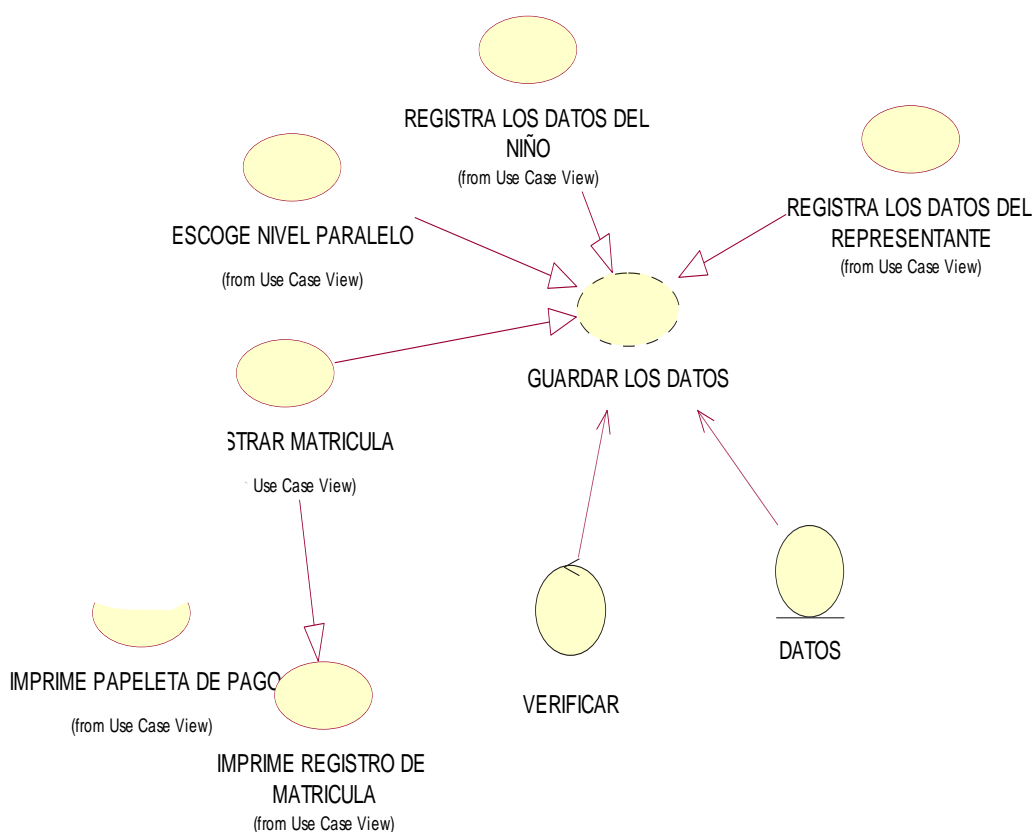 REGISTRA LOS DATOS DEL
NIÑO
(from Use Case View)
REGISTRA LOS DATOS DEL
REPRESENTANTE
(from Use Case View)
ESCOGE NIVEL PARALELO
(from Use Case View)
GUARDAR LOS DATOS
STRAR MATRICULA
Use Case View)
DATOS
VERIFICAR
IMPRIME PAPELETA DE PAGO
(from Use Case View)
IMPRIME REGISTRO DE
MATRICULA
(from Use Case View)